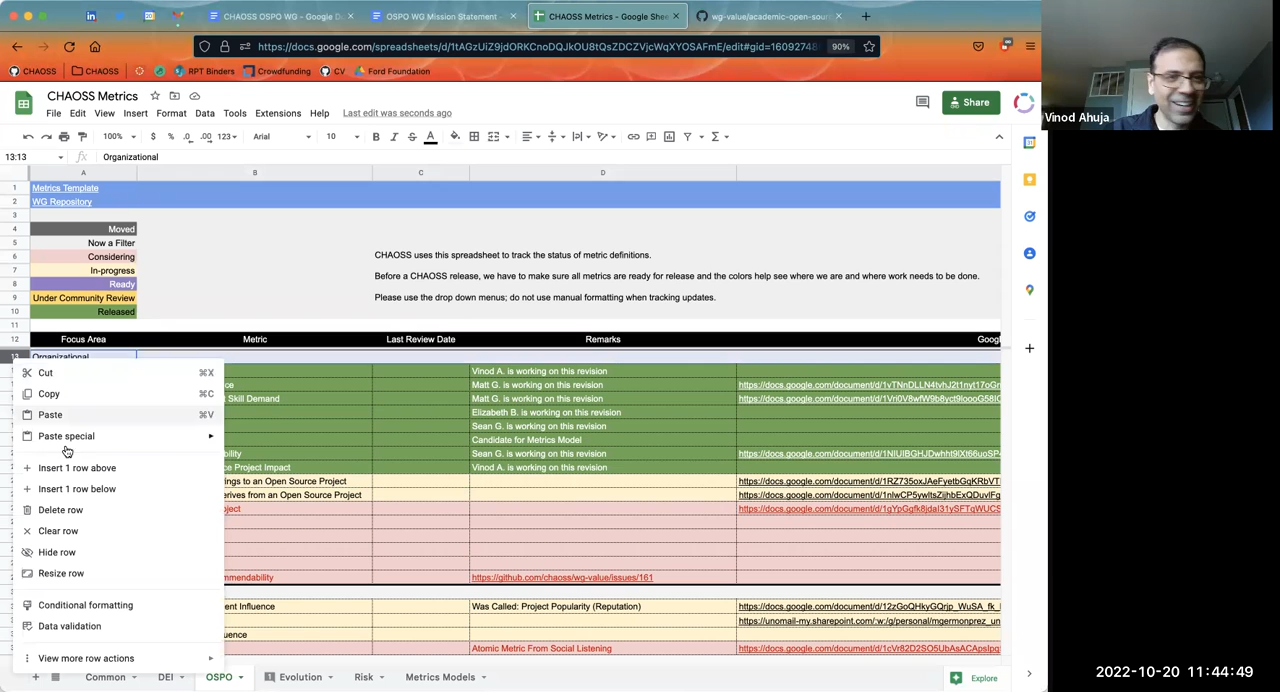 CHAOSS OSPO WG - Google D
OSPO WG Mission Statement -
CHAOSS Metrics - Google Shee
wg-value/academic-open-sour
https://docs.google.com/spreadsheets/d/1tAGzUiZ9jdORKCnoDQJkOU8tQsZDCZVjcWqXYOSAFmE/edit#gid=16092748
90%
CHAOSS
CHAOSS
RPT Binders
Crowdfunding
CV
Ford Foundation
Vinod Ahuja
CHAOSS Metrics
File Edit View Insert Format Data Tools Extensions Help Last edit was seconds ago
Share
100% $ % .0 .00 123 Arial 10 B I S A
13:13 fx Organizational
A B C D
1 Metrics Template
2 WG Repository
3
4 Moved
5 Now a Filter
6 Considering CHAOSS uses this spreadsheet to track the status of metric definitions.
7 In-progress Before a CHAOSS release, we have to make sure all metrics are ready for release and the colors help see where we are and where work needs to be done.
8 Ready
9 Under Community Review Please use the drop down menus; do not use manual formatting when tracking updates.
10 Released
11
12 Focus Area Metric Last Review Date Remarks Googl
13 Organizational
Cut ⌘X
Copy ⌘C
Paste ⌘V
Paste special
Insert 1 row above
Insert 1 row below
Delete row
Clear row
Hide row
Resize row
Conditional formatting
Data validation
View more row actions
Vinod A. is working on this revision
ce Matt G. is working on this revision
Skill Demand Matt G. is working on this revision
Elizabeth B. is working on this revision
Sean G. is working on this revision
Candidate for Metrics Model
bility Sean G. is working on this revision
ce Project Impact Vinod A. is working on this revision
ings to an Open Source Project
erives from an Open Source Project
oject
mmendability https://github.com/chaoss/wg-value/issues/161
ent Influence Was Called: Project Popularity (Reputation)
uence
Atomic Metric From Social Listening
Common DEI OSPO Evolution Risk Metrics Models
Explore
2022-10-20 11:44:49